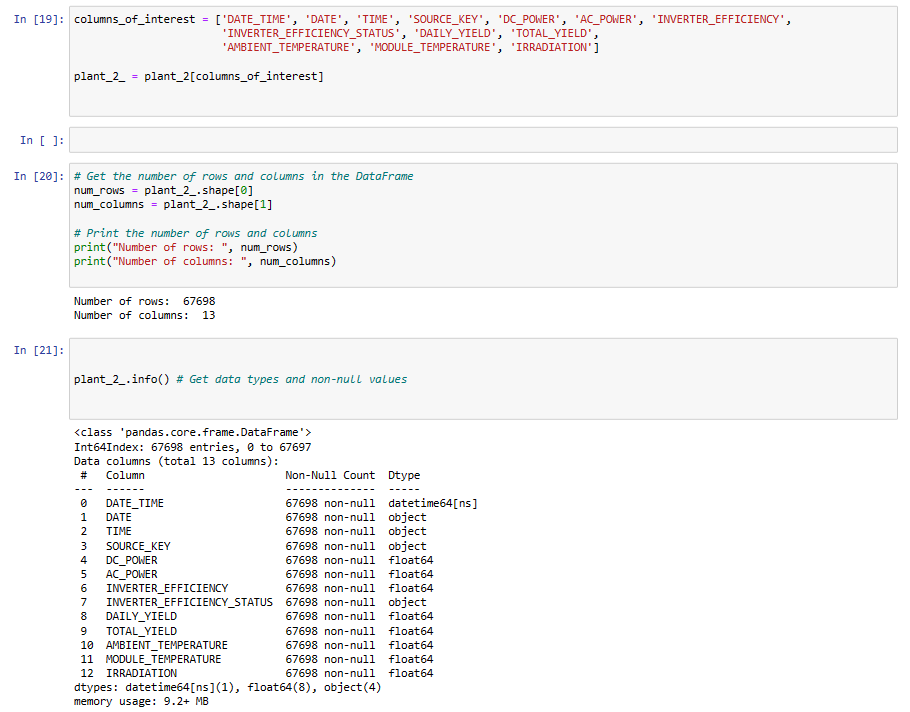 In [19]: columns_of_interest = ['DATE_TIME', 'DATE', 'TIME', 'SOURCE_KEY', 'DC_POWER', 'AC_POWER', 'INVERTER_EFFICIENCY',
'INVERTER_EFFICIENCY_STATUS', 'DAILY_YIELD', 'TOTAL_YIELD',
'AMBIENT_TEMPERATURE', 'MODULE_TEMPERATURE', 'IRRADIATION']
plant_2_ = plant_2[columns_of_interest]
In [ ]:
In [20]: # Get the number of rows and columns in the DataFrame
num_rows = plant_2_.shape[0]
num_columns = plant_2_.shape[1]
# Print the number of rows and columns
print("Number of rows: ", num_rows)
print("Number of columns: ", num_columns)
Number of rows:  67698
Number of columns:  13
In [21]:
plant_2_.info() # Get data types and non-null values
<class 'pandas.core.frame.DataFrame'>
Int64Index: 67698 entries, 0 to 67697
Data columns (total 13 columns):
#   Column                      Non-Null Count  Dtype
---  ------                      --------------  -----
0   DATE_TIME                   67698 non-null  datetime64[ns]
1   DATE                        67698 non-null  object
2   TIME                        67698 non-null  object
3   SOURCE_KEY                  67698 non-null  object
4   DC_POWER                    67698 non-null  float64
5   AC_POWER                    67698 non-null  float64
6   INVERTER_EFFICIENCY         67698 non-null  float64
7   INVERTER_EFFICIENCY_STATUS  67698 non-null  object
8   DAILY_YIELD                 67698 non-null  float64
9   TOTAL_YIELD                 67698 non-null  float64
10  AMBIENT_TEMPERATURE         67698 non-null  float64
11  MODULE_TEMPERATURE          67698 non-null  float64
12  IRRADIATION                 67698 non-null  float64
dtypes: datetime64[ns](1), float64(8), object(4)
memory usage: 9.2+ MB